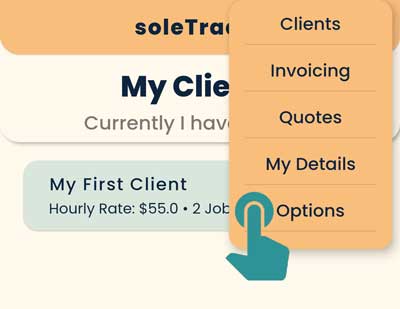 soleTrac
My Clie
Currently I hav
My First Client
Hourly Rate: $55.0 • 2 Job
Clients
Invoicing
Quotes
My Details
Options